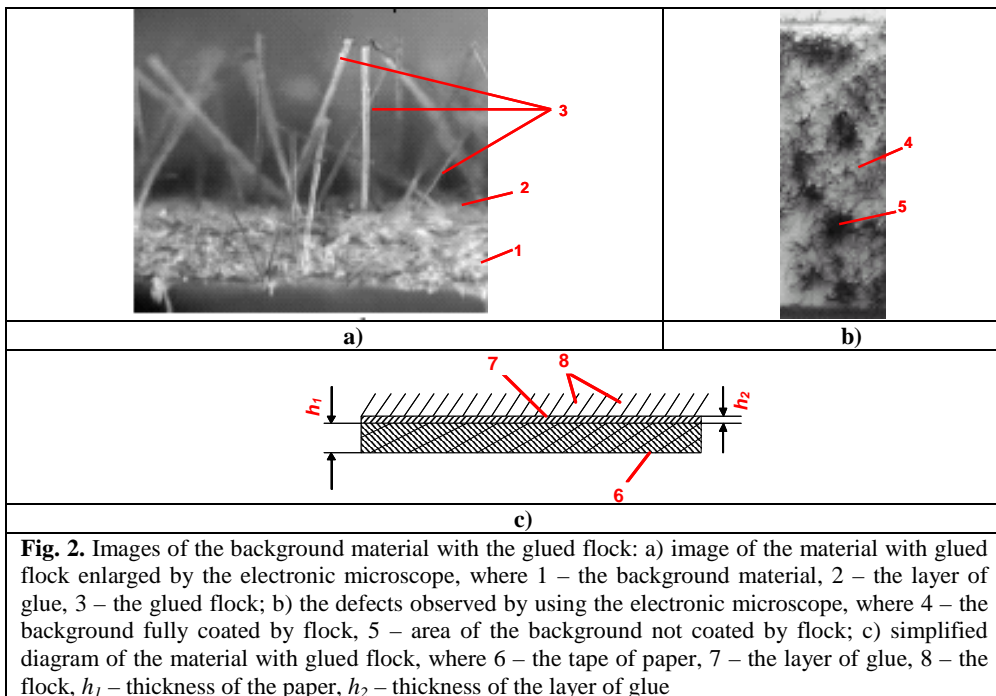 3
2
1
4
5
a)
b)
7
8
h1
h2
6
c)
Fig. 2. Images of the background material with the glued flock: a) image of the material with glued
flock enlarged by the electronic microscope, where 1 – the background material, 2 – the layer of
glue, 3 – the glued flock; b) the defects observed by using the electronic microscope, where 4 – the
background fully coated by flock, 5 – area of the background not coated by flock; c) simplified
diagram of the material with glued flock, where 6 – the tape of paper, 7 – the layer of glue, 8 – the
flock, h1 – thickness of the paper, h2 – thickness of the layer of glue